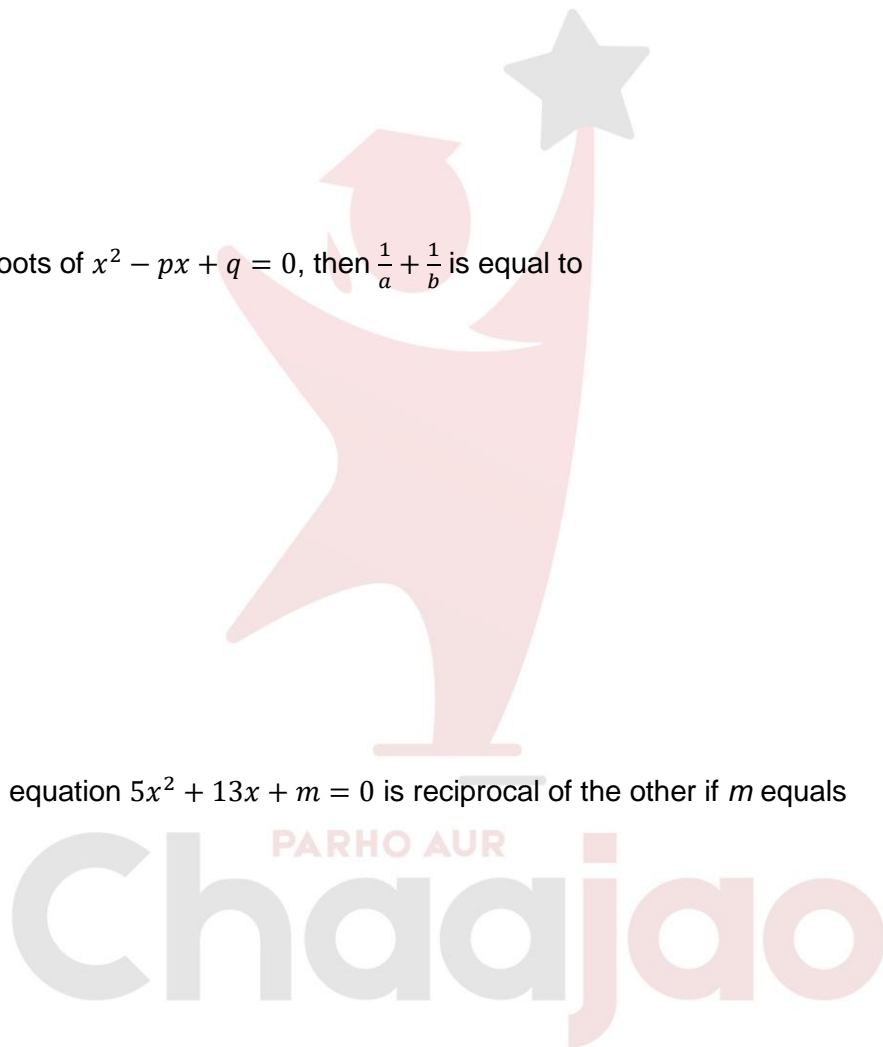 oots of 𝑥² − 𝑝𝑥 + 𝑞 = 0, then 1/𝑎 + 1/𝑏 is equal to
equation 5𝑥² + 13𝑥 + 𝑚 = 0 is reciprocal of the other if m equals
PARHO AUR
Chaajao